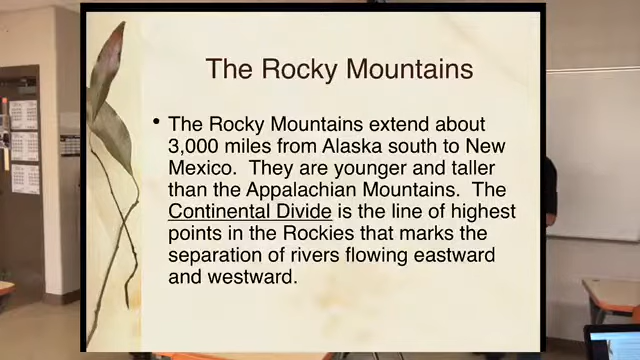 The Rocky Mountains
• The Rocky Mountains extend about
3,000 miles from Alaska south to New
Mexico.  They are younger and taller
than the Appalachian Mountains.  The
Continental Divide is the line of highest
points in the Rockies that marks the
separation of rivers flowing eastward
and westward.